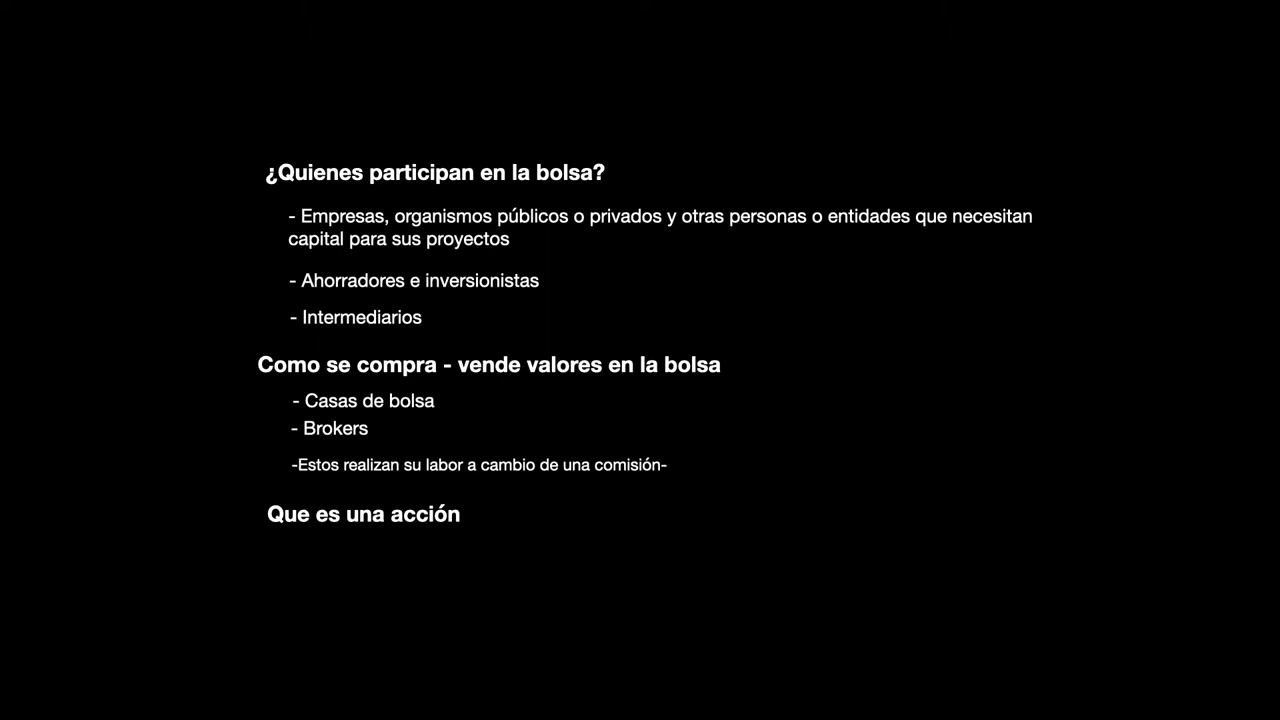 ¿Quienes participan en la bolsa?
- Empresas, organismos públicos o privados y otras personas o entidades que necesitan
capital para sus proyectos
- Ahorradores e inversionistas
- Intermediarios
Como se compra - vende valores en la bolsa
- Casas de bolsa
- Brokers
-Estos realizan su labor a cambio de una comisión-
Que es una acción